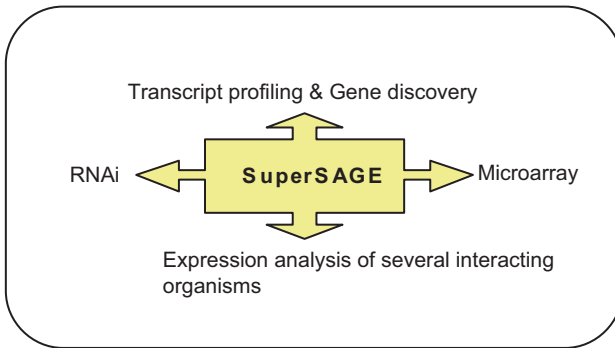 Transcript profiling & Gene discovery
RNAi
SuperSAGE
Microarray
Expression analysis of several interacting
organisms